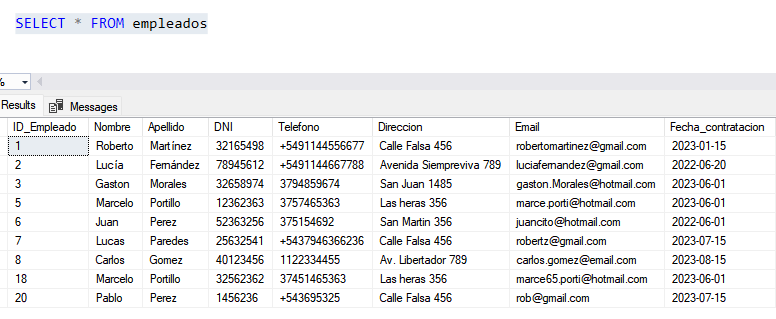 SELECT * FROM empleados
%
Results Messages
ID_Empleado Nombre Apellido DNI Telefono Direccion Email Fecha_contratacion
1 Roberto Martínez 32165498 +5491144556677 Calle Falsa 456 robertomartinez@gmail.com 2023-01-15
2 Lucía Fernández 78945612 +5491144667788 Avenida Siempreviva 789 luciafernandez@gmail.com 2022-06-20
3 Gaston Morales 32658974 3794859674 San Juan 1485 gaston.Morales@hotmail.com 2023-06-01
5 Marcelo Portillo 12362363 3757465363 Las heras 356 marce.porti@hotmail.com 2023-06-01
6 Juan Perez 52363256 375154692 San Martin 356 juancito@hotmail.com 2022-06-01
7 Lucas Paredes 25632541 +5437946366236 Calle Falsa 456 robertz@gmail.com 2023-07-15
8 Carlos Gomez 40123456 1122334455 Av. Libertador 789 carlos.gomez@email.com 2023-08-15
18 Marcelo Portillo 32562362 37451465363 Las heras 356 marce65.porti@hotmail.com 2023-06-01
20 Pablo Perez 1456236 +543695325 Calle Falsa 456 rob@gmail.com 2023-07-15